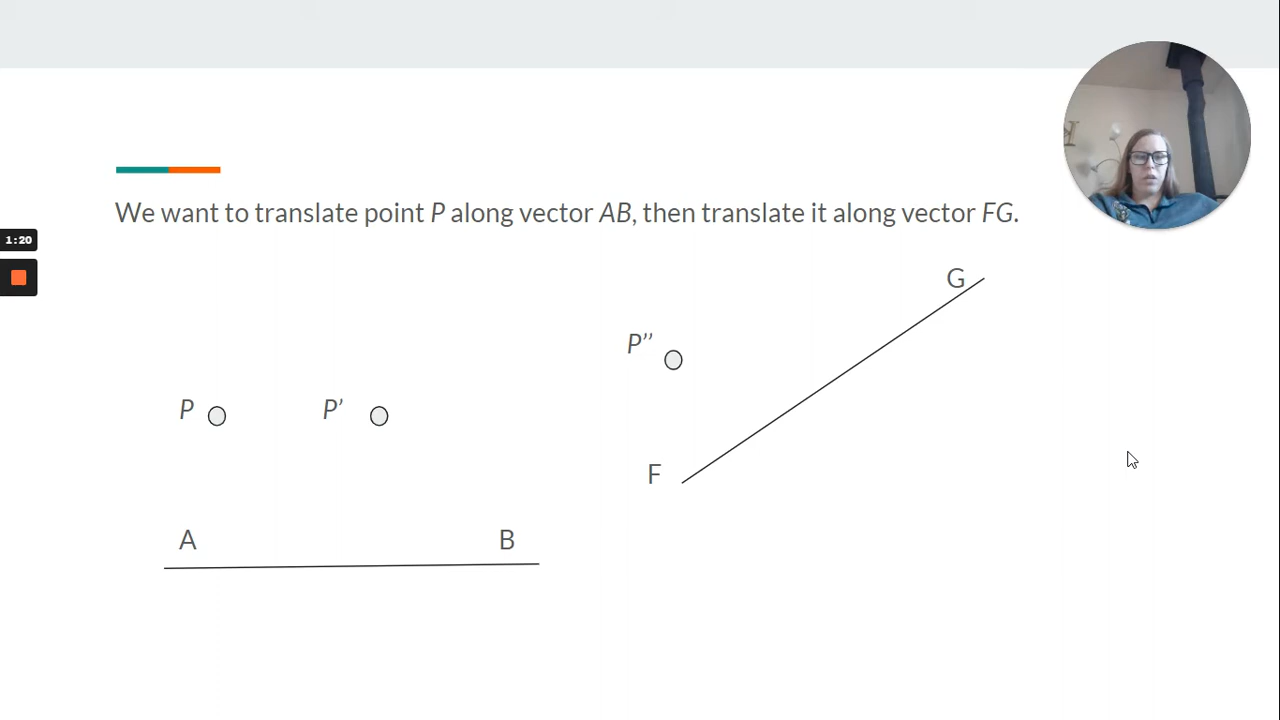 We want to translate point P along vector AB, then translate it along vector FG.
1:20
G
P’’
P
P’
F
A
B